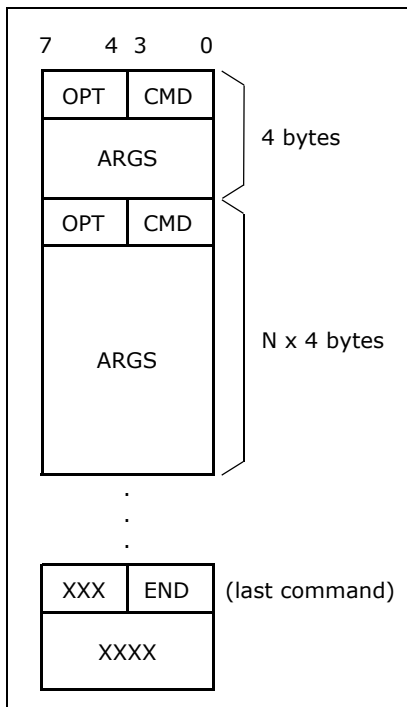 7 4 3 0
OPT CMD
4 bytes
ARGS
OPT CMD
N x 4 bytes
ARGS
.
.
.
XXX END (last command)
XXXX